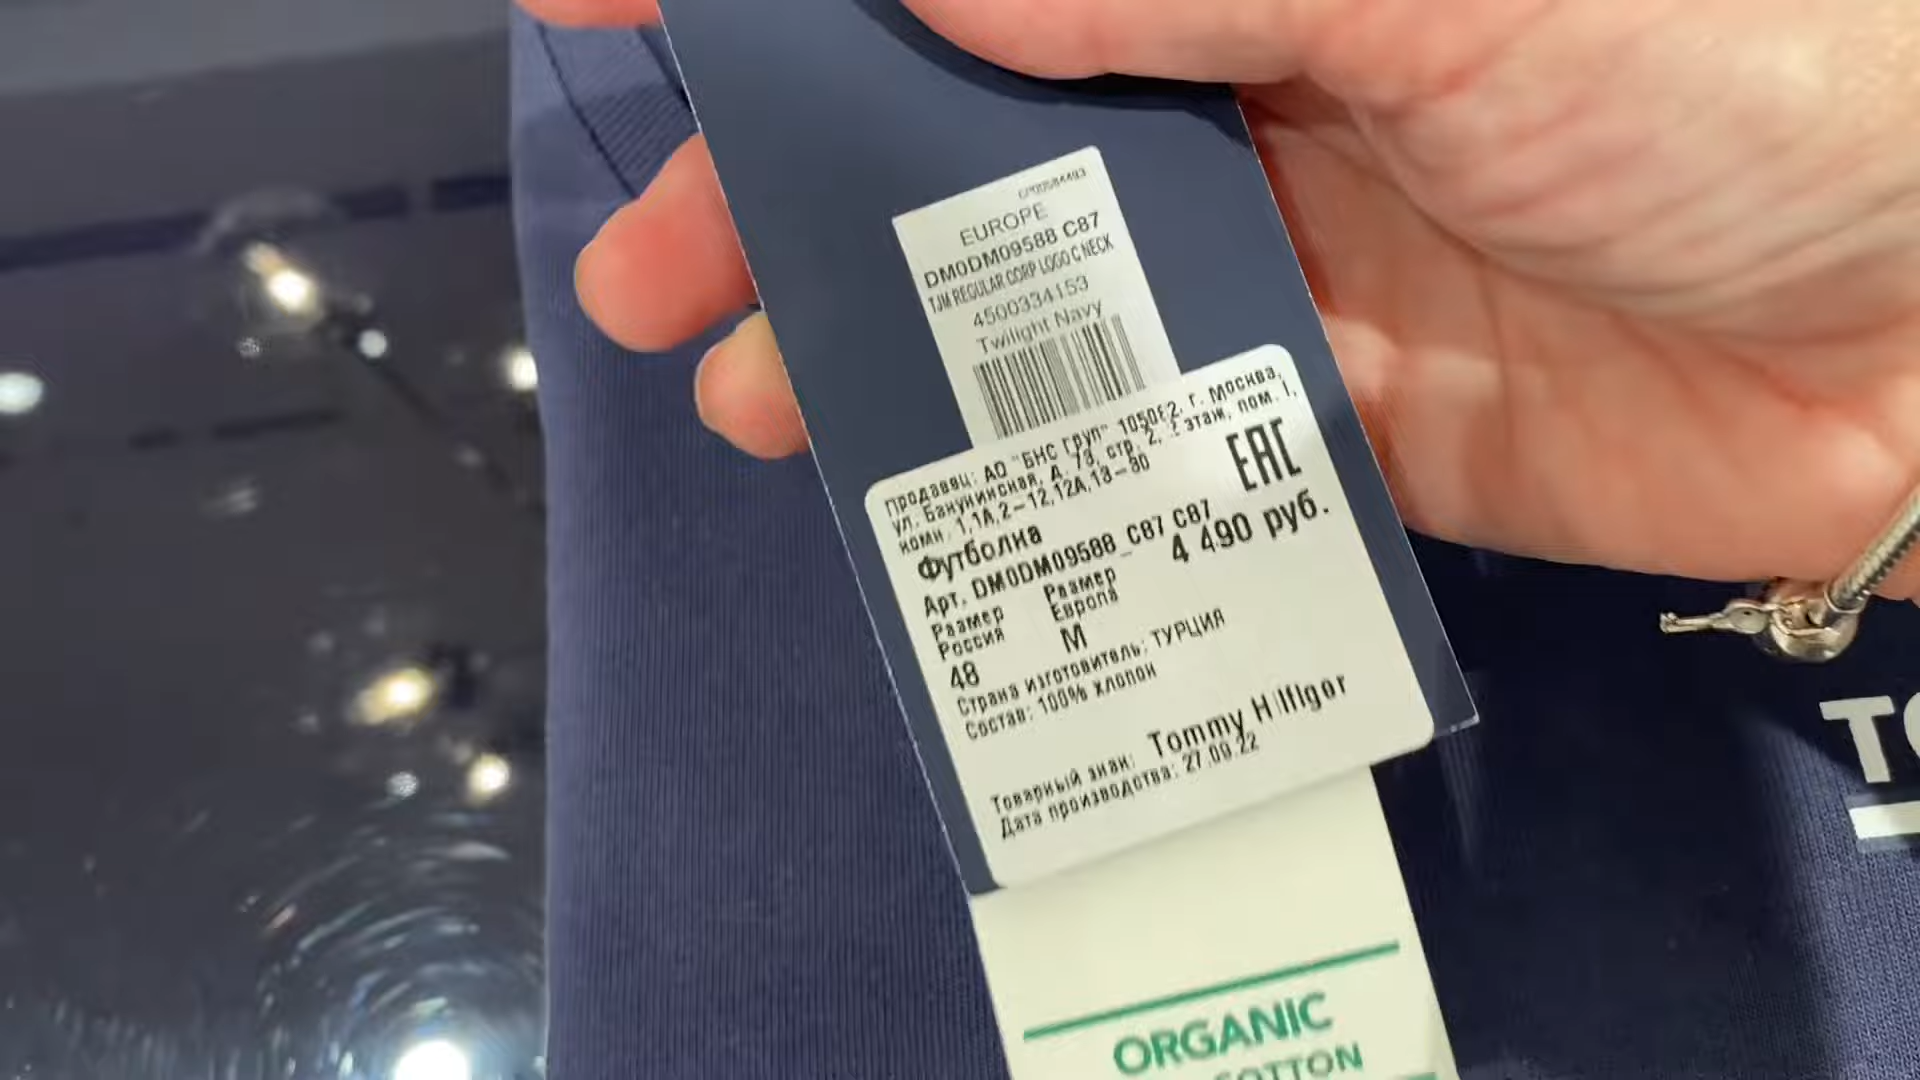 EUROPE
DM0DM09588 C87
TJM REGULAR CORP LOGO C NECK
4500334153
Twilight Navy
Продавец: АО "БНС Груп" г. Москва,
ул. Бакунинская, д. 73, стр. 2, этаж, пом. 1,
комн. 1,1А,2-12,12А,13-30
ЕАС
Футболка
4 490 руб.
Арт. DM0DM09588_C87 C87
Размер Россия
48
Размер Европа
M
Страна изготовитель: ТУРЦИЯ
Состав: 100% хлопок
Товарный знак: Tommy Hilfiger
Дата производства: 27.09.22
ORGANIC
COTTON